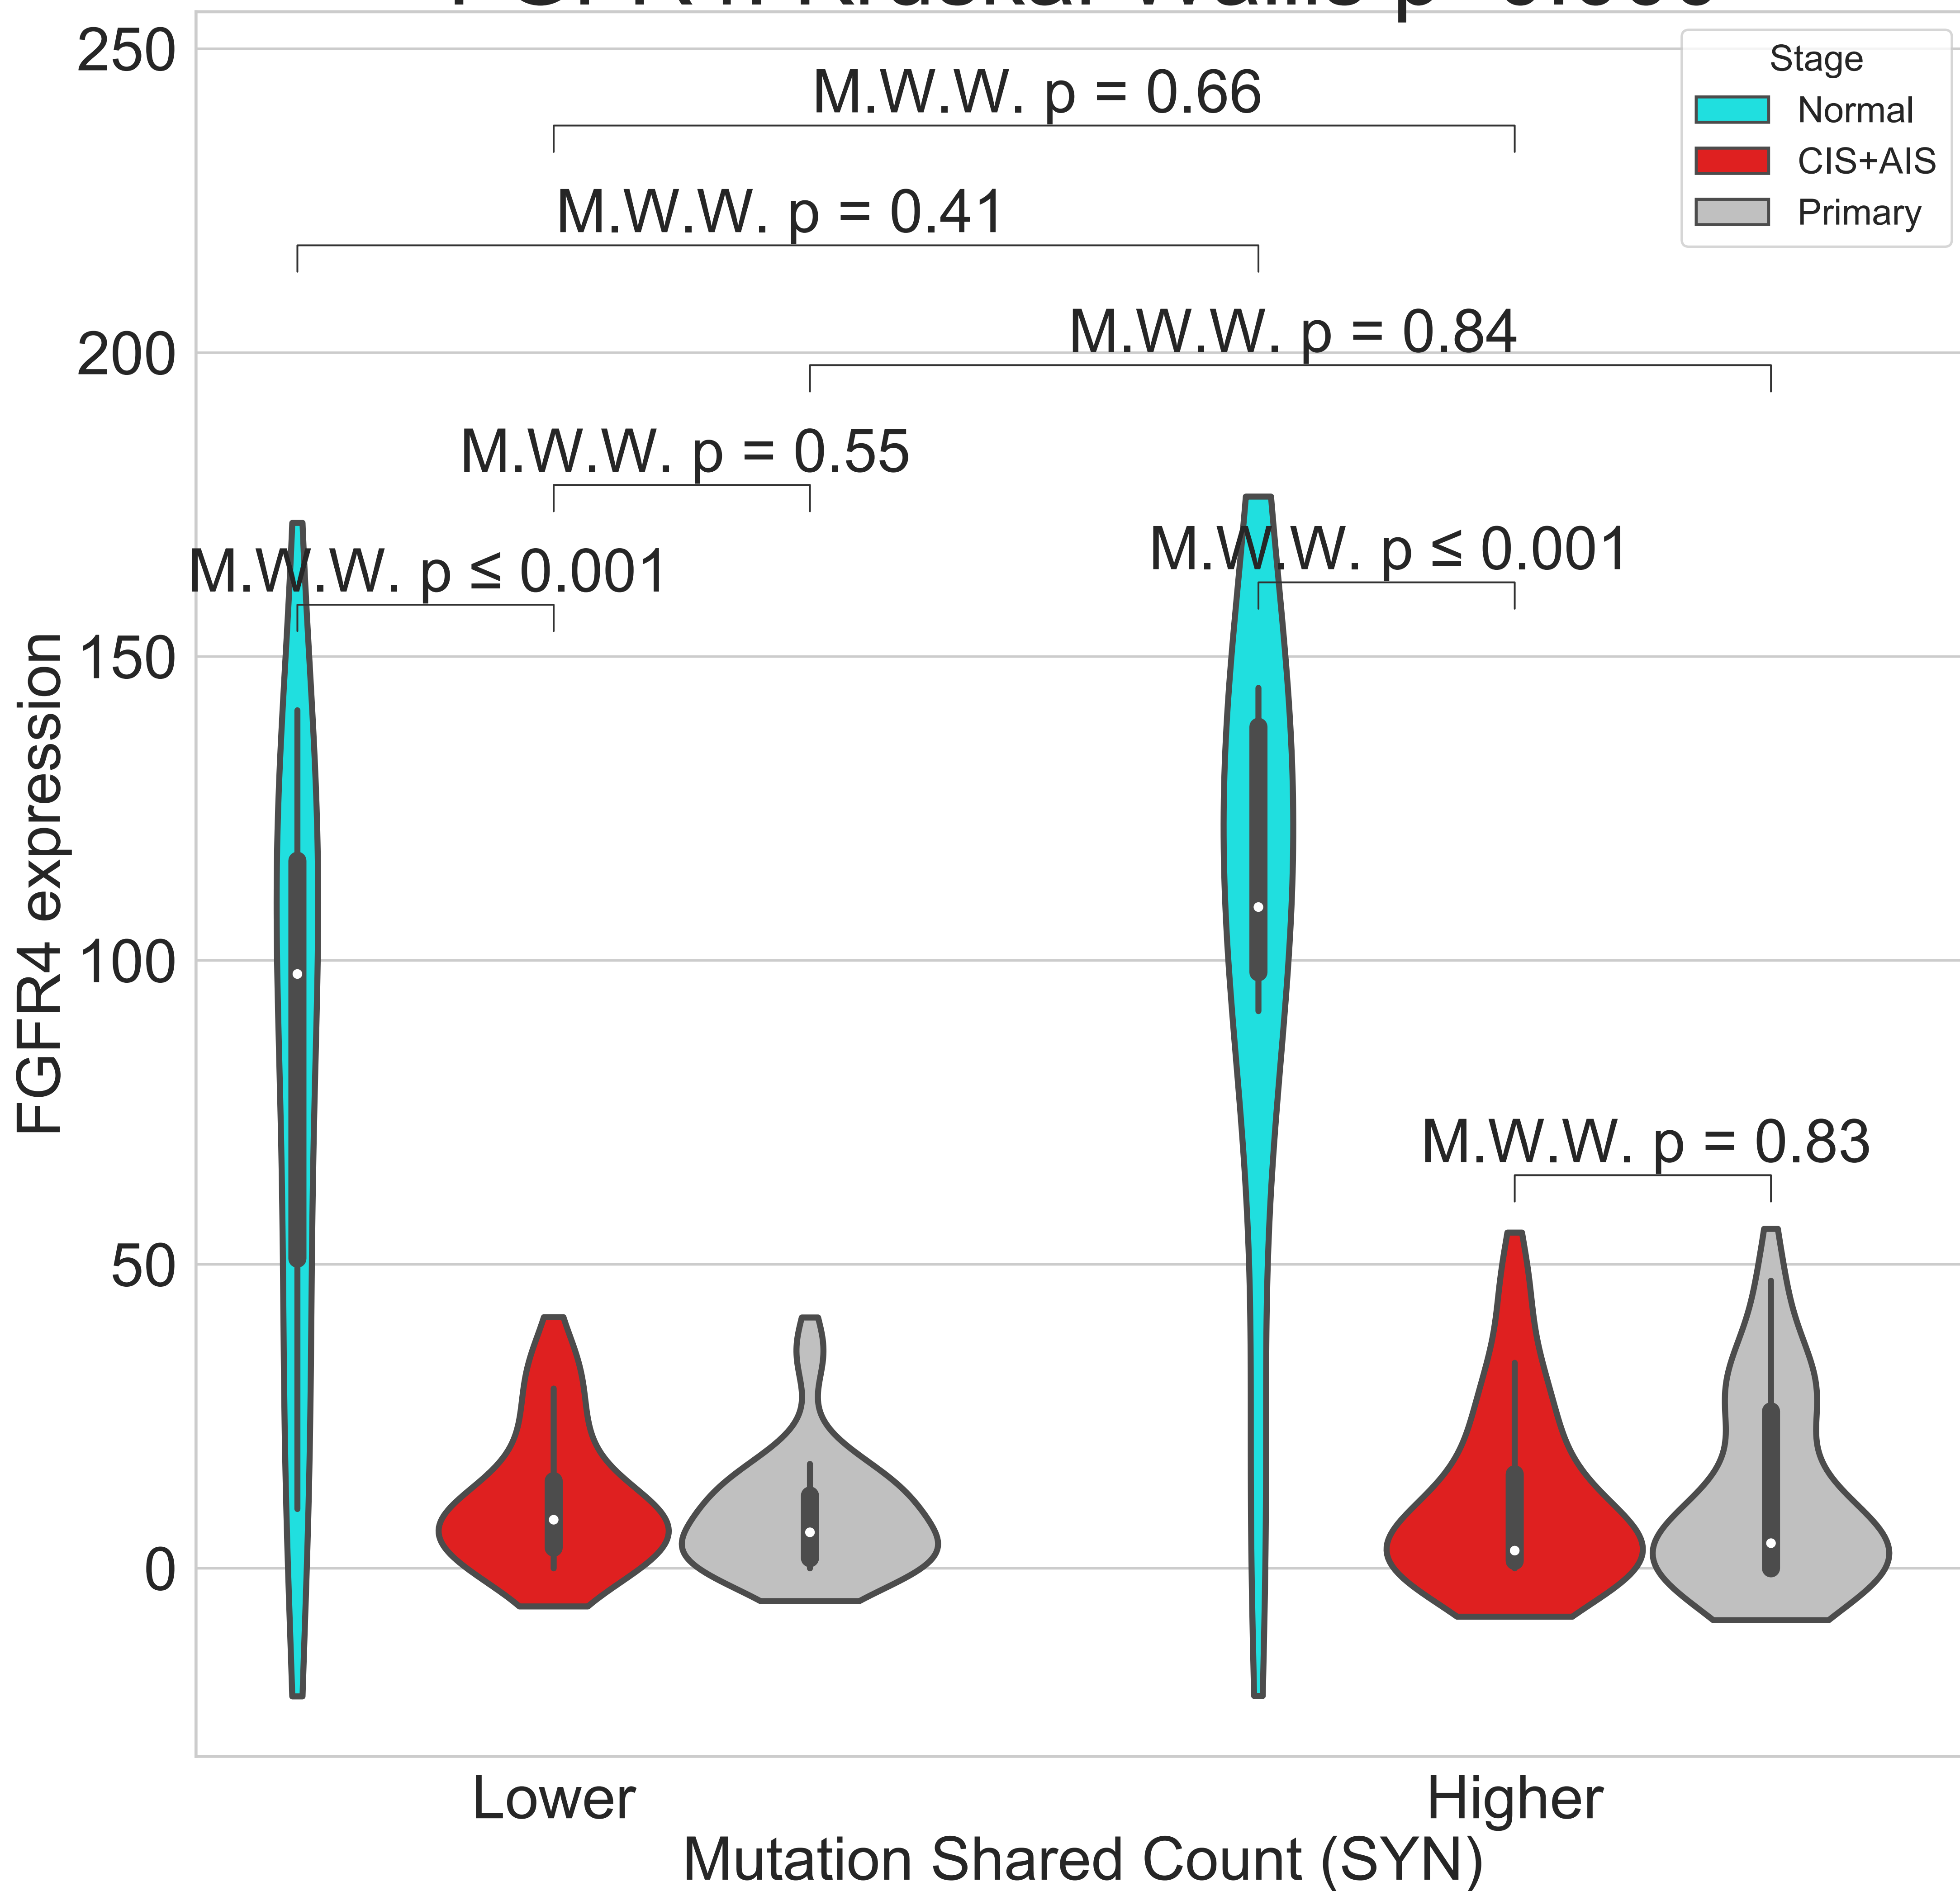 250
200
150
100
50
0
FGFR4 expression
M.W.W. p = 0.66
M.W.W. p = 0.41
M.W.W. p = 0.84
M.W.W. p = 0.55
M.W.W. p ≤ 0.001
M.W.W. p ≤ 0.001
M.W.W. p = 0.83
Stage
Normal
CIS+AIS
Primary
Lower
Higher
Mutation Shared Count (SYN)